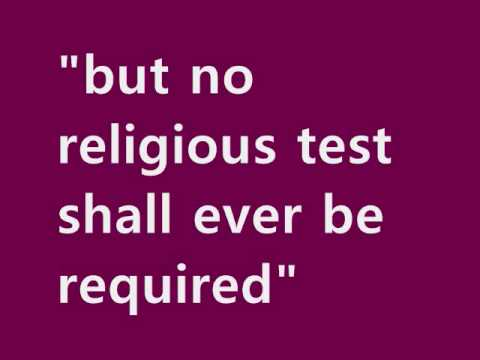 "but no
religious test
shall ever be
required"